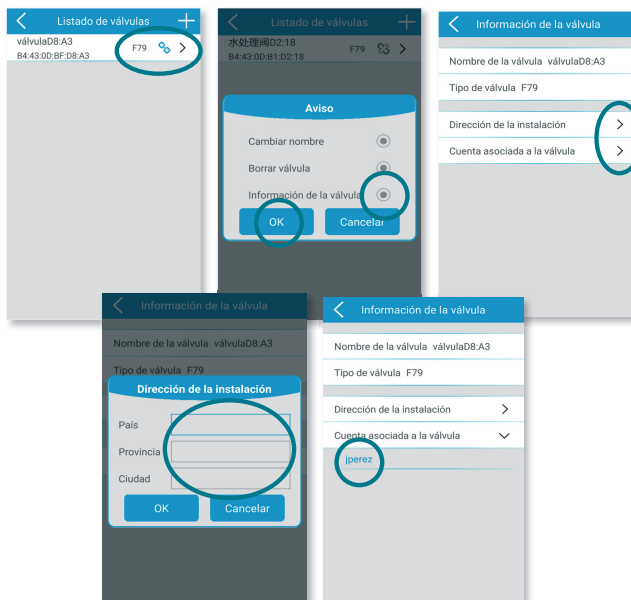 Listado de válvulas
válvulaD8:A3
F79
B4:43:0D:BF:D8:A3
Listado de válvulas
水处理阀D2:18
F79
B4:43:0D:B1:D2:18
Aviso
Cambiar nombre
Borrar válvula
Información de la válvula
OK Cancelar
Información de la válvula
Nombre de la válvula válvulaD8:A3
Tipo de válvula F79
Dirección de la instalación
Cuenta asociada a la válvula
Información de la válvula
Nombre de la válvula válvulaD8:A3
Tipo de válvula F79
Dirección de la instalación
País
Provincia
Ciudad
OK Cancelar
Información de la válvula
Nombre de la válvula válvulaD8:A3
Tipo de válvula F79
Dirección de la instalación
Cuenta asociada a la válvula
jperez